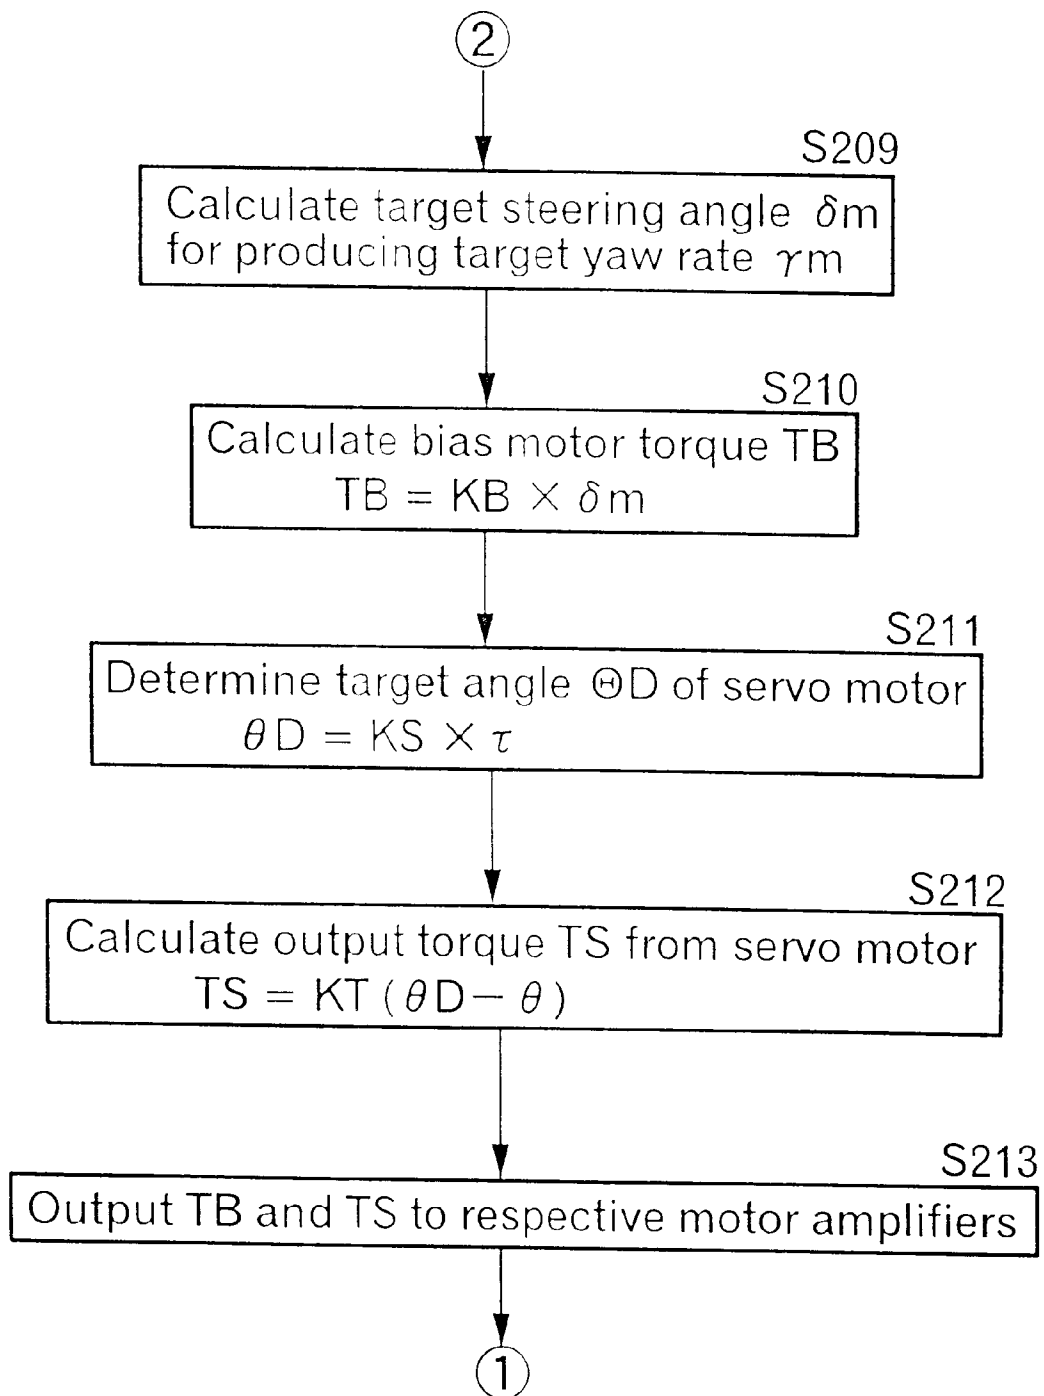 ②
S209
Calculate target steering angle δm
for producing target yaw rate γm
S210
Calculate bias motor torque TB
TB = KB × δm
S211
Determine target angle ΘD of servo motor
θD = KS × τ
S212
Calculate output torque TS from servo motor
TS = KT (θD − θ)
S213
Output TB and TS to respective motor amplifiers
①